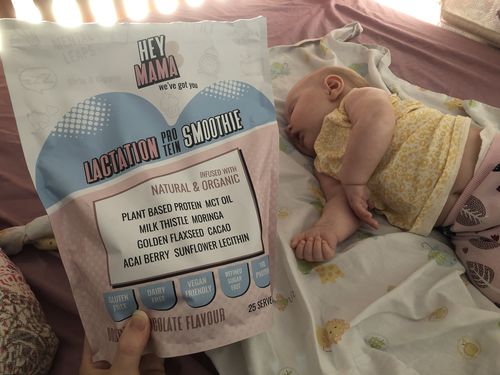 HEY
MAMA
we've got you
LACTATION PRO TEIN SMOOTHIE
INFUSED WITH
NATURAL & ORGANIC
PLANT BASED PROTEIN MCT OIL
MILK THISTLE MORINGA
GOLDEN FLAXSEED CACAO
ACAI BERRY SUNFLOWER LECITHIN
GLUTEN FREE
DAIRY FREE
VEGAN FRIENDLY
REFINED SUGAR FREE
CHOCOLATE FLAVOUR